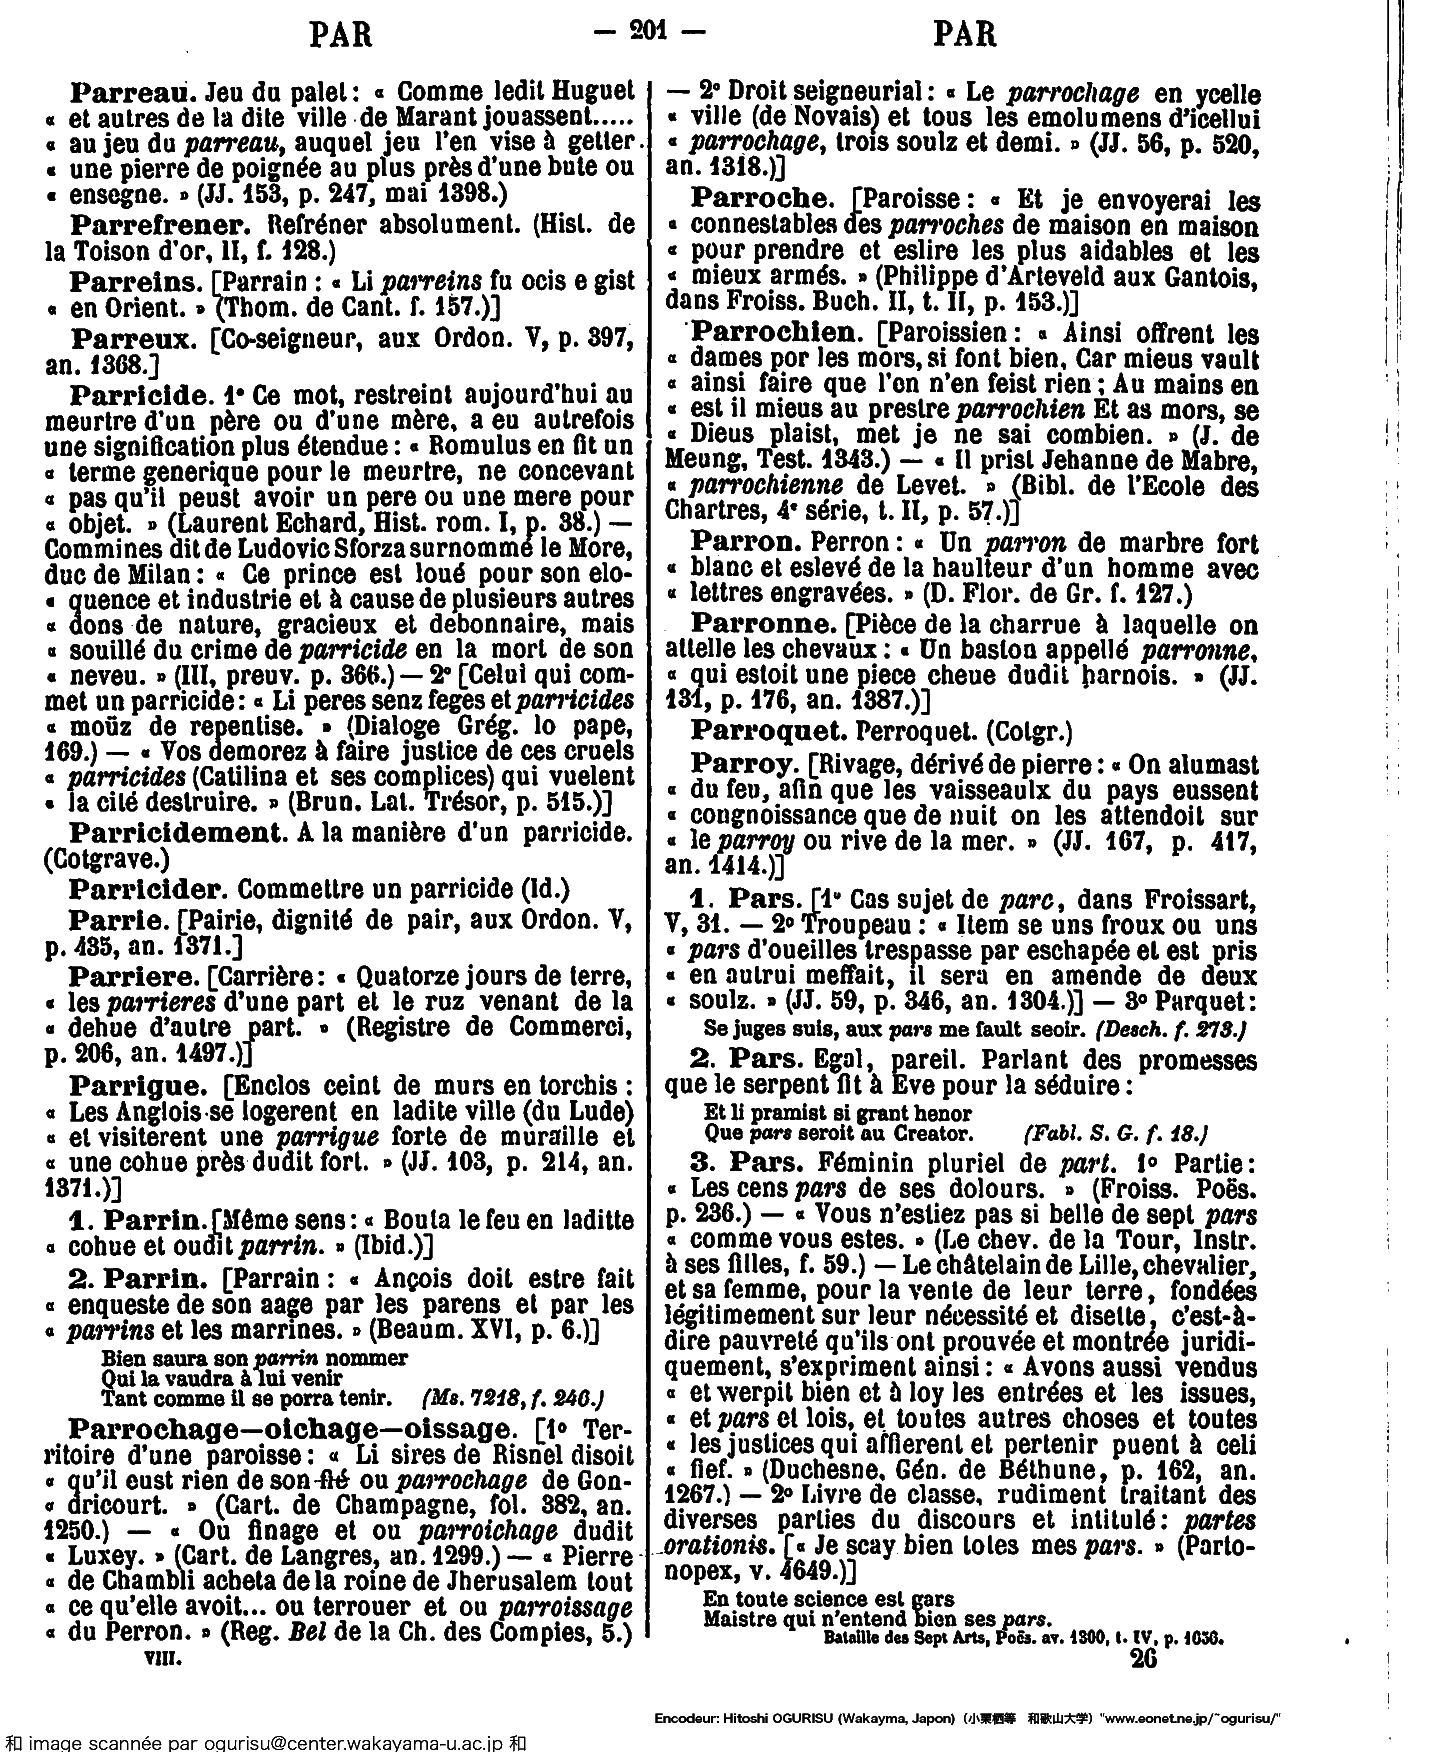 PAR — 201 — PAR
Parreau. Jeu du palet : « Comme ledit Huguet
« et autres de la dite ville de Marant jouassent.....
« au jeu du parreau, auquel jeu l'en vise à getter
« une pierre de poignée au plus près d'une bute ou
« ensegne. » (JJ. 153, p. 247, mai 1398.)
Parrefrener. Refréner absolument. (Hist. de
la Toison d'or, II, f. 128.)
Parreins. [Parrain : « Li parreins fu ocis e gist
« en Orient. » (Thom. de Cant. f. 157.)]
Parreux. [Co-seigneur, aux Ordon. V, p. 397,
an. 1368.]
Parricide. 1° Ce mot, restreint aujourd'hui au
meurtre d'un père ou d'une mère, a eu autrefois
une signification plus étendue : « Romulus en fit un
« terme generique pour le meurtre, ne concevant
« pas qu'il peust avoir un pere ou une mere pour
« objet. » (Laurent Echard, Hist. rom. I, p. 38.) —
Commines dit de Ludovic Sforza surnommé le More,
duc de Milan : « Ce prince est loué pour son elo-
« quence et industrie et à cause de plusieurs autres
« dons de nature, gracieux et debonnaire, mais
« souillé du crime de parricide en la mort de son
« neveu. » (III, preuv. p. 366.) — 2° [Celui qui com-
met un parricide : « Li peres senz feges et parricides
« moüz de repentise. » (Dialoge Grég. lo pape,
169.) — « Vos demorez à faire justice de ces cruels
« parricides (Catilina et ses complices) qui vuelent
« la cité destruire. » (Brun. Lat. Trésor, p. 515.)]
Parricidement. A la manière d'un parricide.
(Cotgrave.)
Parricider. Commettre un parricide (Id.)
Parrie. [Pairie, dignité de pair, aux Ordon. V,
p. 435, an. 1371.]
Parriere. [Carrière : « Quatorze jours de terre,
« les parrieres d'une part et le ruz venant de la
« dehue d'autre part. » (Registre de Commerci,
p. 206, an. 1497.)]
Parrigue. [Enclos ceint de murs en torchis :
« Les Anglois se logerent en ladite ville (du Lude)
« et visiterent une parrigue forte de muraille et
« une cohue près dudit fort. » (JJ. 103, p. 214, an.
1371.)]
1. Parrin. [Même sens : « Bouta le feu en laditte
« cohue et oudit parrin. » (Ibid.)]
2. Parrin. [Parrain : « Ançois doit estre fait
« enqueste de son aage par les parens et par les
« parrins et les marrines. » (Beaum. XVI, p. 6.)]
Bien saura son parrin nommer
Qui la vaudra à lui venir
Tant comme il se porra tenir. (Ms. 7218, f. 246.)
Parrochage—oichage—oissage. [1° Ter-
ritoire d'une paroisse : « Li sires de Risnel disoit
« qu'il eust rien de son fié ou parrochage de Gon-
« dricourt. » (Cart. de Champagne, fol. 382, an.
1250.) — « Ou finage et ou parroichage dudit
« Luxey. » (Cart. de Langres, an. 1299.) — « Pierre
« de Chambli acheta de la roine de Jherusalem tout
« ce qu'elle avoit... ou terrouer et ou parroissage
« du Perron. » (Reg. Bel de la Ch. des Comptes, 5.)
VIII.
— 2° Droit seigneurial : « Le parrochage en ycelle
« ville (de Novais) et tous les emolumens d'icellui
« parrochage, trois soulz et demi. » (JJ. 56, p. 520,
an. 1318.)]
Parroche. [Paroisse : « Et je envoyerai les
« connestables des parroches de maison en maison
« pour prendre et eslire les plus aidables et les
« mieux armés. » (Philippe d'Arteveld aux Gantois,
dans Froiss. Buch. II, t. II, p. 153.)]
Parrochien. [Paroissien : « Ainsi offrent les
« dames por les mors, si font bien, Car mieus vault
« ainsi faire que l'en n'en feist rien ; Au mains en
« est il mieus au prestre parrochien Et as mors, se
« Dieus plaist, met je ne sai combien. » (J. de
Meung, Test. 1343.) — « Il prist Jehanne de Mabre,
« parrochienne de Levet. » (Bibl. de l'Ecole des
Chartres, 4e série, t. II, p. 57.)]
Parron. Perron : « Un parron de marbre fort
« blanc et eslevé de la haulteur d'un homme avec
« lettres engravées. » (D. Flor. de Gr. f. 127.)
Parronne. [Pièce de la charrue à laquelle on
attelle les chevaux : « Un baston appellé parronne,
« qui estoit une piece cheue dudit harnois. » (JJ.
131, p. 176, an. 1387.)]
Parroquet. Perroquet. (Cotgr.)
Parroy. [Rivage, dérivé de pierre : « On alumast
« du feu, afin que les vaisseaulx du pays eussent
« congnoissance que de nuit on les attendoit sur
« le parroy ou rive de la mer. » (JJ. 167, p. 417,
an. 1414.)]
1. Pars. [1° Cas sujet de parc, dans Froissart,
V, 31. — 2° Troupeau : « Item se uns froux ou uns
« pars d'oueilles trespasse par eschapée et est pris
« en autrui meffait, il sera en amende de deux
« soulz. » (JJ. 59, p. 346, an. 1304.)] — 3° Parquet :
Se juges suis, aux pars me fault seoir. (Desch. f. 273.)
2. Pars. Egal, pareil. Parlant des promesses
que le serpent fit à Eve pour la séduire :
Et li pramist si grant henor
Que pars seroit au Creator. (Fabl. S. G. f. 18.)
3. Pars. Féminin pluriel de part. 1° Partie :
« Les cens pars de ses dolours. » (Froiss. Poës.
p. 236.) — « Vous n'estiez pas si belle de sept pars
« comme vous estes. » (Le chev. de la Tour, Instr.
à ses filles, f. 59.) — Le châtelain de Lille, chevalier,
et sa femme, pour la vente de leur terre, fondées
légitimement sur leur nécessité et disette, c'est-à-
dire pauvreté qu'ils ont prouvée et montrée juridi-
quement, s'expriment ainsi : « Avons aussi vendus
« et werpit bien et à loy les entrées et les issues,
« et pars et lois, et toutes autres choses et toutes
« les justices qui affierent et pertenir puent à celi
« fief. » (Duchesne, Gén. de Béthune, p. 162, an.
1267.) — 2° Livre de classe, rudiment traitant des
diverses parties du discours et intitulé : partes
orationis. [« Je scay bien totes mes pars. » (Parto-
nopex, v. 4649.)]
En toute science est gars
Maistre qui n'entend bien ses pars.
Bataille des Sept Arts, Poës. av. 1300, t. IV, p. 1656.
26
Encodeur: Hitoshi OGURISU (Wakayma, Japon) (小栗栖等 和歌山大学) "www.eonet.ne.jp/~ogurisu/"
和 image scannée par ogurisu@center.wakayama-u.ac.jp 和